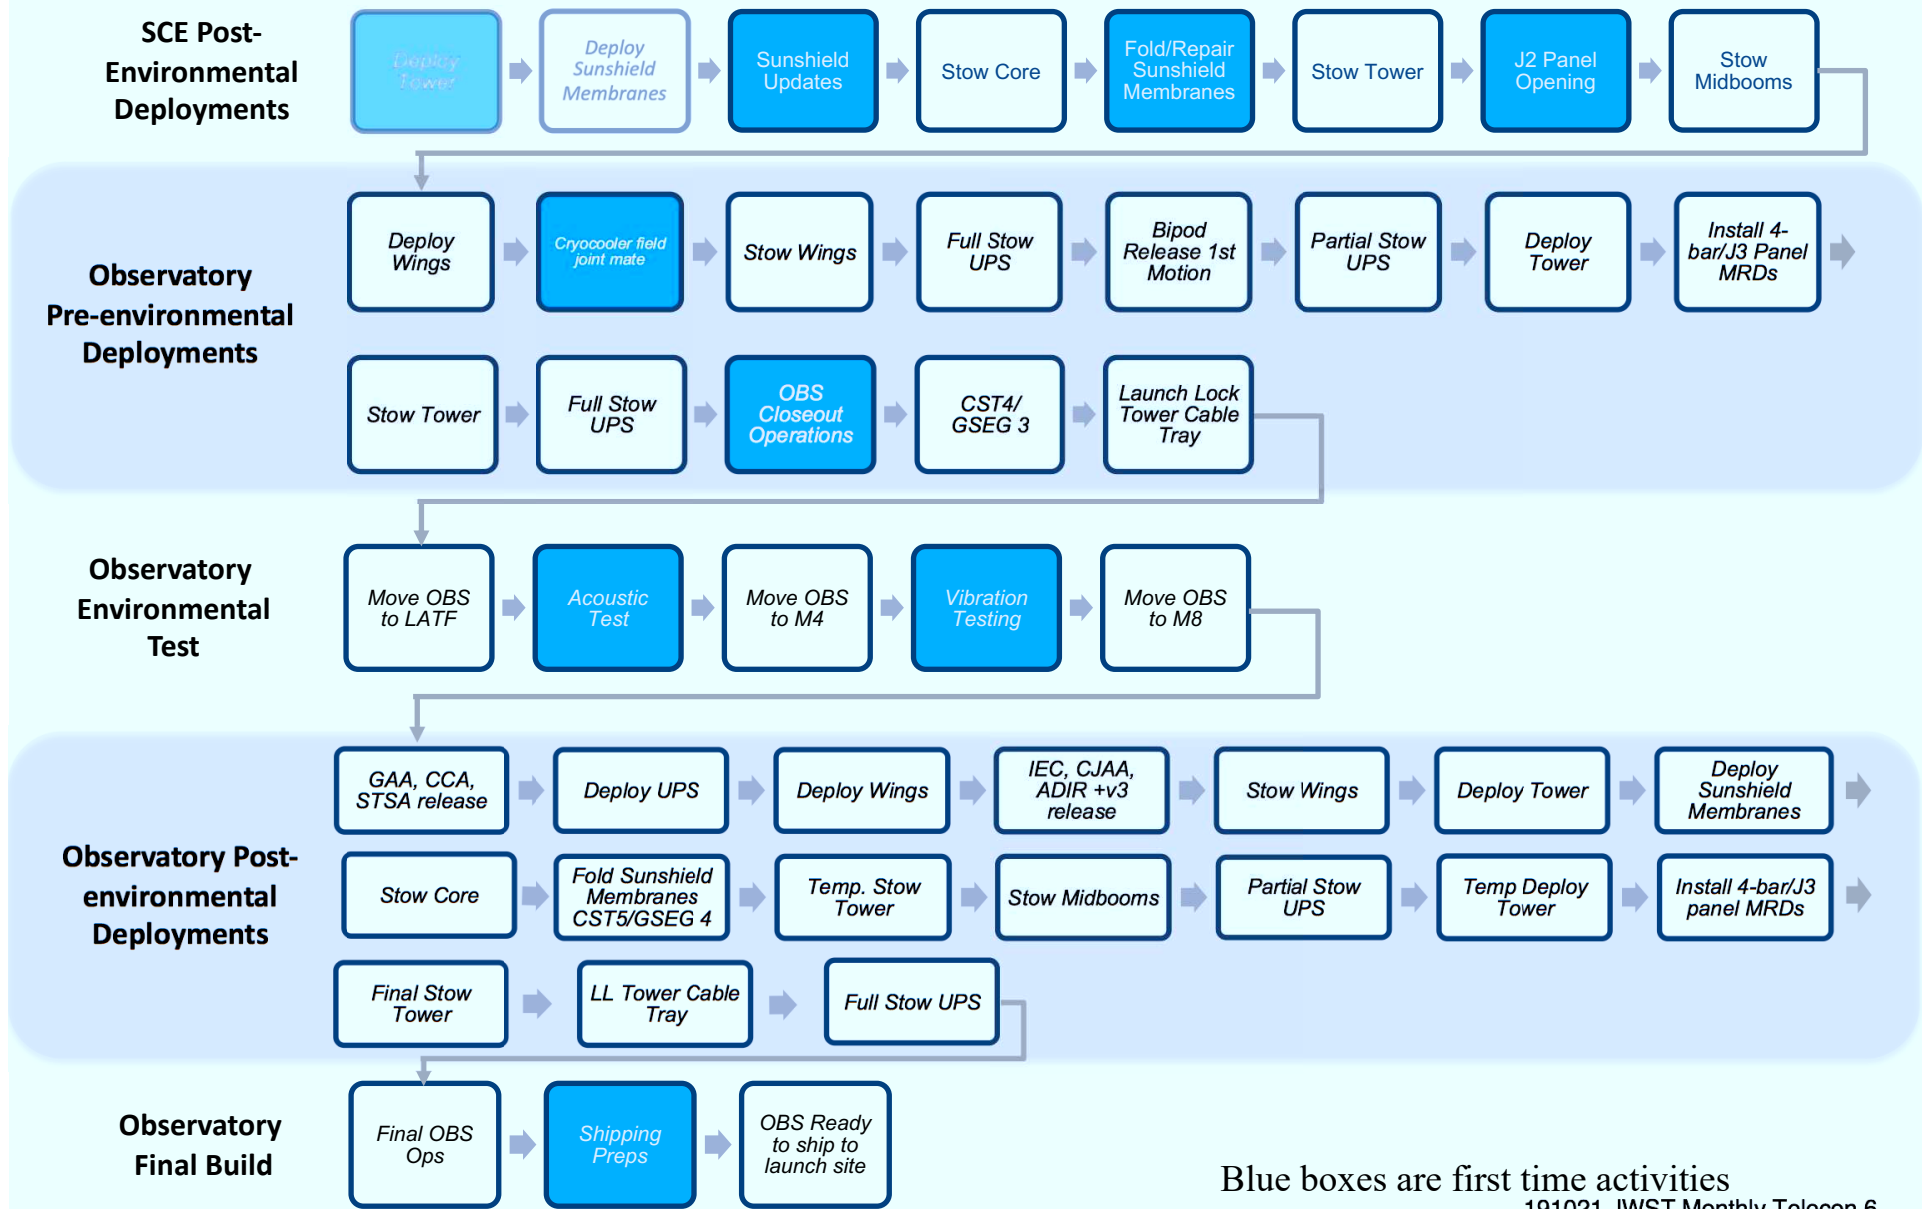 SCE Post-
Environmental
Deployments
Deploy
Tower
Deploy
Sunshield
Membranes
Sunshield
Updates
Stow Core
Fold/Repair
Sunshield
Membranes
Stow Tower
J2 Panel
Opening
Stow
Midbooms
Observatory
Pre-environmental
Deployments
Deploy
Wings
Cryocooler field
joint mate
Stow Wings
Full Stow
UPS
Bipod
Release 1st
Motion
Partial Stow
UPS
Deploy
Tower
Install 4-
bar/J3 Panel
MRDs
Stow Tower
Full Stow
UPS
OBS
Closeout
Operations
CST4/
GSEG 3
Launch Lock
Tower Cable
Tray
Observatory
Environmental
Test
Move OBS
to LATF
Acoustic
Test
Move OBS
to M4
Vibration
Testing
Move OBS
to M8
Observatory Post-
environmental
Deployments
GAA, CCA,
STSA release
Deploy UPS
Deploy Wings
IEC, CJAA,
ADIR +v3
release
Stow Wings
Deploy Tower
Deploy
Sunshield
Membranes
Stow Core
Fold Sunshield
Membranes
CST5/GSEG 4
Temp. Stow
Tower
Stow Midbooms
Partial Stow
UPS
Temp Deploy
Tower
Install 4-bar/J3
panel MRDs
Final Stow
Tower
LL Tower Cable
Tray
Full Stow UPS
Observatory
Final Build
Final OBS
Ops
Shipping
Preps
OBS Ready
to ship to
launch site
Blue boxes are first time activities
191021 JWST Monthly Telecon 6